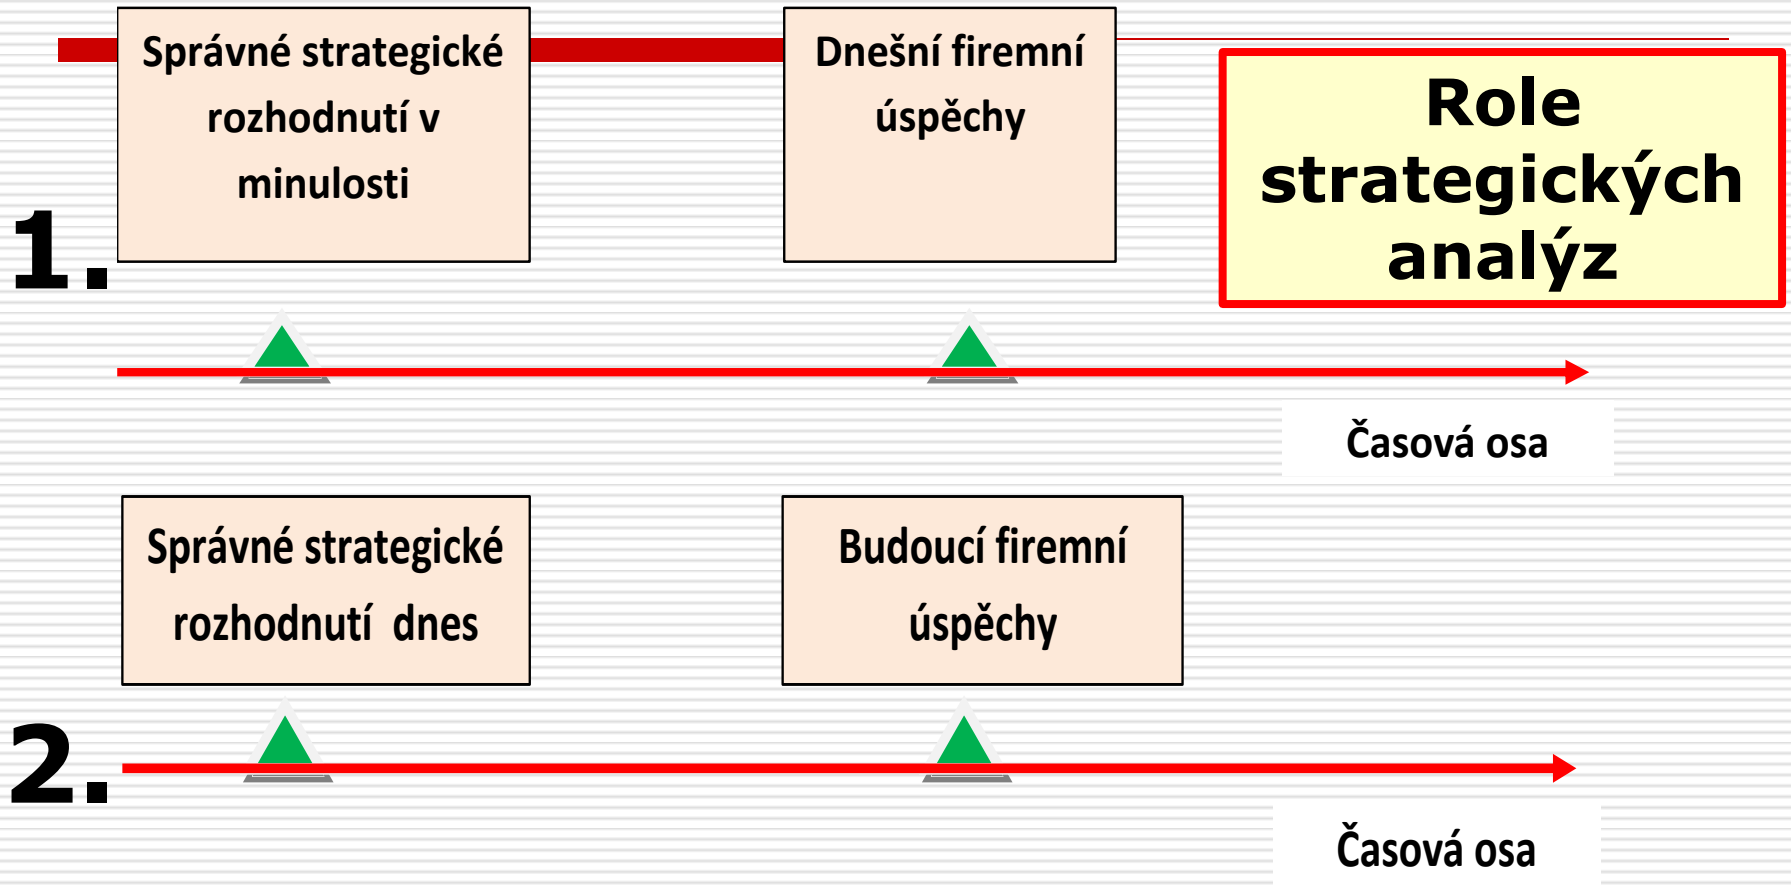 Správné strategické
rozhodnutí v
minulosti
Dnešní firemní
úspěchy
Role
strategických
analýz
1.
Časová osa
Správné strategické
rozhodnutí dnes
Budoucí firemní
úspěchy
2.
Časová osa